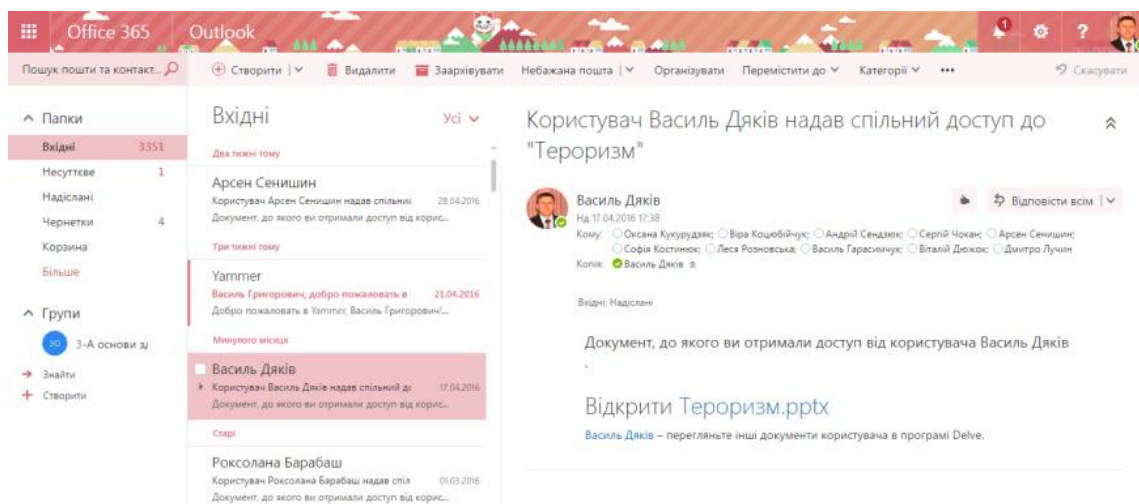 Office 365
Outlook
1
?
Пошук пошти та контакт...
Створити
Видалити
Заархівувати
Небажана пошта
Організувати
Перемістити до
Категорії
Скасувати
Папки
Вхідні 3351
Несуттєве 1
Надіслані
Чернетки 4
Корзина
Більше
Групи
ЗО 3-А основи зд
Знайти
Створити
Вхідні Усі
Два тижні тому
Арсен Сенишин
Користувач Арсен Сенишин надав спільний 28.04.2016
Документ, до якого ви отримали доступ від корис...
Три тижні тому
Yammer
Василь Григорович, добро пожаловать в 21.04.2016
Добро пожаловать в Yammer, Василь Григорович!...
Минулого місяця
Василь Дяків
Користувач Василь Дяків надав спільний до 17.04.2016
Документ, до якого ви отримали доступ від корис...
Старі
Роксолана Барабаш
Користувач Роксолана Барабаш надав спіл 01.03.2016
Документ, до якого ви отримали доступ від корис...
Користувач Василь Дяків надав спільний доступ до
"Тероризм"
Василь Дяків
Нд 17.04.2016 17:38
Відповісти всім
Кому: Оксана Кукурудзяк; Віра Коцюбійчук; Андрій Сендзюк; Сергій Чокан; Арсен Сенишин;
Софія Костинюк; Леся Розновська; Василь Гарасимчук; Віталій Дюжок; Дмитро Лучин
Копія: Василь Дяків
Вхідні; Надіслані
Документ, до якого ви отримали доступ від користувача Василь Дяків
.
Відкрити Тероризм.pptx
Василь Дяків – перегляньте інші документи користувача в програмі Delve.